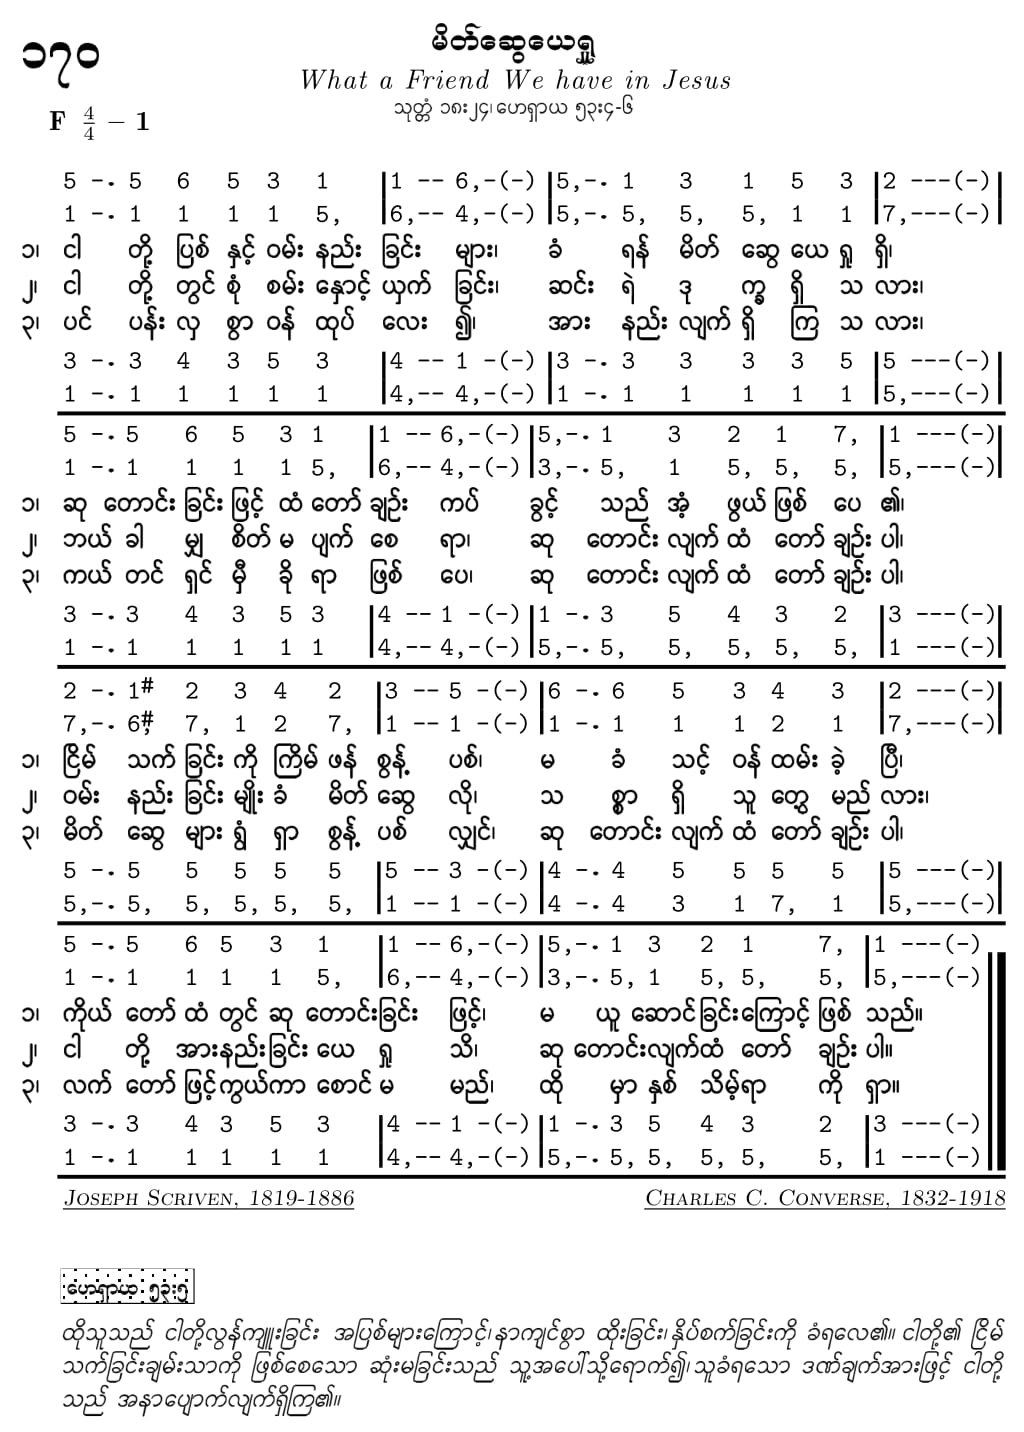 ၁၇၀
မိတ်ဆွေယေရှု
What a Friend We have in Jesus
သုတ္တံ ၁၈း၂၄၊ ဟေရှာယ ၅၃း၄-၆
F 4/4 – 1
5 -. 5 6 5 3 1 |1 -- 6,-(-) |5,-. 1 3 1 5 3 |2 ---(-)|
1 -. 1 1 1 1 5, |6,-- 4,-(-) |5,-. 5, 5, 5, 1 1 |7,---(-)|
၁၊ ငါ တို့ ပြစ် နှင့် ဝမ်း နည်း ခြင်း များ၊ ခံ ရန် မိတ် ဆွေ ယေ ရှု ရှိ၊
၂၊ ငါ တို့ တွင် စုံ စမ်း နှောင့် ယှက် ခြင်း၊ ဆင်း ရဲ ဒု က္ခ ရှိ သ လား၊
၃၊ ပင် ပန်း လှ စွာ ဝန် ထုပ် လေး ၍၊ အား နည်း လျက် ရှိ ကြ သ လား၊
3 -. 3 4 3 5 3 |4 -- 1 -(-) |3 -. 3 3 3 3 5 |5 ---(-)|
1 -. 1 1 1 1 1 |4,-- 4,-(-) |1 -. 1 1 1 1 1 |5,---(-)|
5 -. 5 6 5 3 1 |1 -- 6,-(-) |5,-. 1 3 2 1 7, |1 ---(-)|
1 -. 1 1 1 1 5, |6,-- 4,-(-) |3,-. 5, 1 5, 5, 5, |5,---(-)|
၁၊ ဆု တောင်း ခြင်း ဖြင့် ထံ တော် ချဉ်း ကပ် ခွင့် သည် အံ့ ဖွယ် ဖြစ် ပေ ၏၊
၂၊ ဘယ် ခါ မျှ စိတ် မ ပျက် စေ ရာ၊ ဆု တောင်း လျက် ထံ တော် ချဉ်း ပါ၊
၃၊ ကယ် တင် ရှင် မှီ ခို ရာ ဖြစ် ပေ၊ ဆု တောင်း လျက် ထံ တော် ချဉ်း ပါ၊
3 -. 3 4 3 5 3 |4 -- 1 -(-) |1 -. 3 5 4 3 2 |3 ---(-)|
1 -. 1 1 1 1 1 |4,-- 4,-(-) |5,-. 5, 5, 5, 5, 5, |1 ---(-)|
2 -. 1# 2 3 4 2 |3 -- 5 -(-) |6 -. 6 5 3 4 3 |2 ---(-)|
7,-. 6,# 7, 1 2 7, |1 -- 1 -(-) |1 -. 1 1 1 2 1 |7,---(-)|
၁၊ ငြိမ် သက် ခြင်း ကို ကြိမ် ဖန် စွန့် ပစ်၊ မ ခံ သင့် ဝန် ထမ်း ခဲ့ ပြီ၊
၂၊ ဝမ်း နည်း ခြင်း မျိုး ခံ မိတ် ဆွေ လို၊ သ စ္စာ ရှိ သူ တွေ့ မည် လား၊
၃၊ မိတ် ဆွေ များ ရွံ ရှာ စွန့် ပစ် လျှင်၊ ဆု တောင်း လျက် ထံ တော် ချဉ်း ပါ၊
5 -. 5 5 5 5 5 |5 -- 3 -(-) |4 -. 4 5 5 5 5 |5 ---(-)|
5,-. 5, 5, 5, 5, 5, |1 -- 1 -(-) |4 -. 4 3 1 7, 1 |5,---(-)|
5 -. 5 6 5 3 1 |1 -- 6,-(-) |5,-. 1 3 2 1 7, |1 ---(-)
1 -. 1 1 1 1 5, |6,-- 4,-(-) |3,-. 5, 1 5, 5, 5, |5,---(-)
၁၊ ကိုယ် တော် ထံ တွင် ဆု တောင်းခြင်း ဖြင့်၊ မ ယူ ဆောင်ခြင်းကြောင့် ဖြစ် သည်။
၂၊ ငါ တို့ အားနည်းခြင်း ယေ ရှု သိ၊ ဆု တောင်းလျက်ထံ တော် ချဉ်း ပါ။
၃၊ လက် တော် ဖြင့်ကွယ်ကာ စောင် မ မည်၊ ထို မှာ နှစ် သိမ့်ရာ ကို ရှာ။
3 -. 3 4 3 5 3 |4 -- 1 -(-) |1 -. 3 5 4 3 2 |3 ---(-)
1 -. 1 1 1 1 1 |4,-- 4,-(-) |5,-. 5, 5, 5, 5, 5, |1 ---(-)
Joseph Scriven, 1819-1886 Charles C. Converse, 1832-1918
ဟေရှာယ ၅၃း၅
ထိုသူသည် ငါတို့လွန်ကျူးခြင်း အပြစ်များကြောင့်၊ နာကျင်စွာ ထိုးခြင်း၊ နှိပ်စက်ခြင်းကို ခံရလေ၏။ ငါတို့၏ ငြိမ်
သက်ခြင်းချမ်းသာကို ဖြစ်စေသော ဆုံးမခြင်းသည် သူ့အပေါ်သို့ရောက်၍၊ သူခံရသော ဒဏ်ချက်အားဖြင့် ငါတို့
သည် အနာပျောက်လျက်ရှိကြ၏။